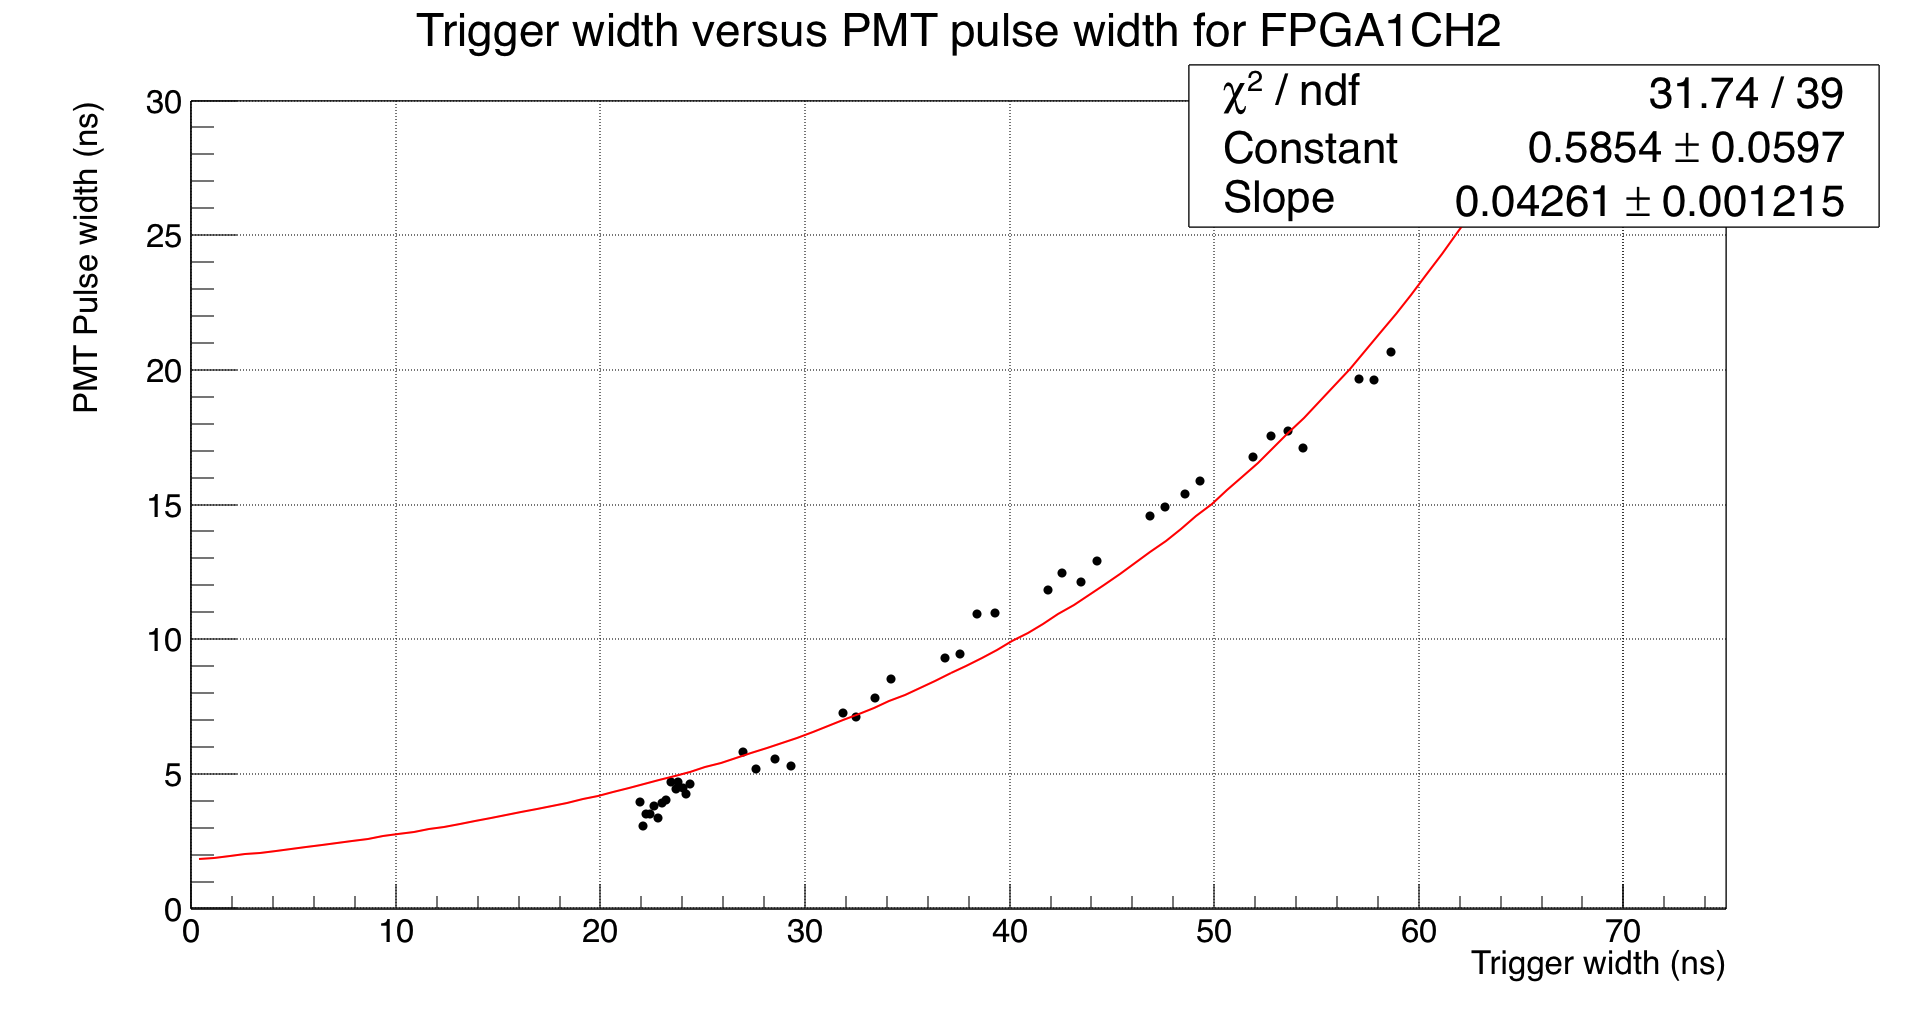 Trigger width versus PMT pulse width for FPGA1CH2
χ² / ndf 31.74 / 39
Constant 0.5854 ± 0.0597
Slope 0.04261 ± 0.001215
PMT Pulse width (ns)
30
25
20
15
10
5
0
0 10 20 30 40 50 60 70
Trigger width (ns)